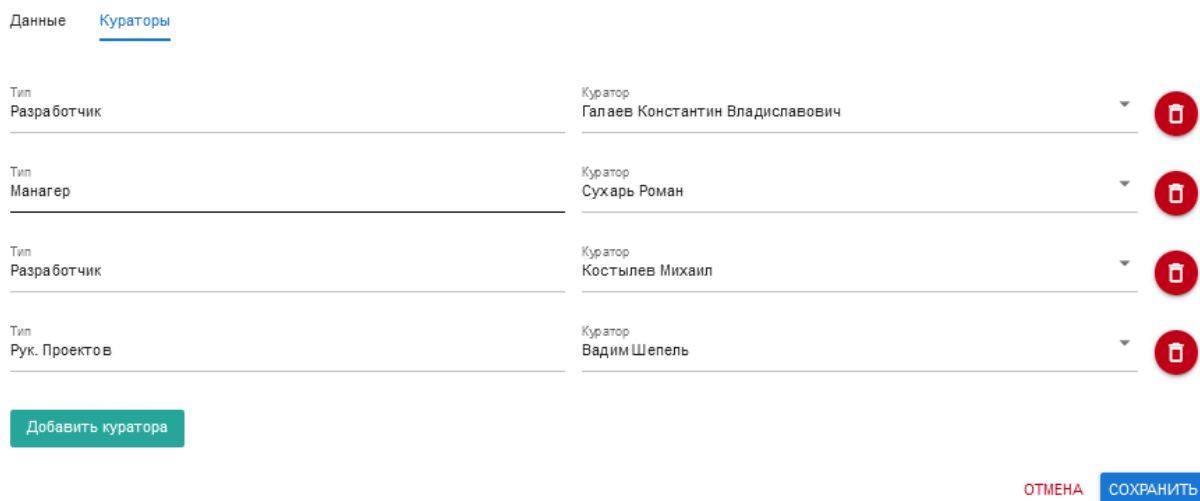 Данные Кураторы
Тип Куратор
Разработчик Галаев Константин Владиславович
Тип Куратор
Манагер Сухарь Роман
Тип Куратор
Разработчик Костылев Михаил
Тип Куратор
Рук. Проектов Вадим Шепель
Добавить куратора
ОТМЕНА СОХРАНИТЬ